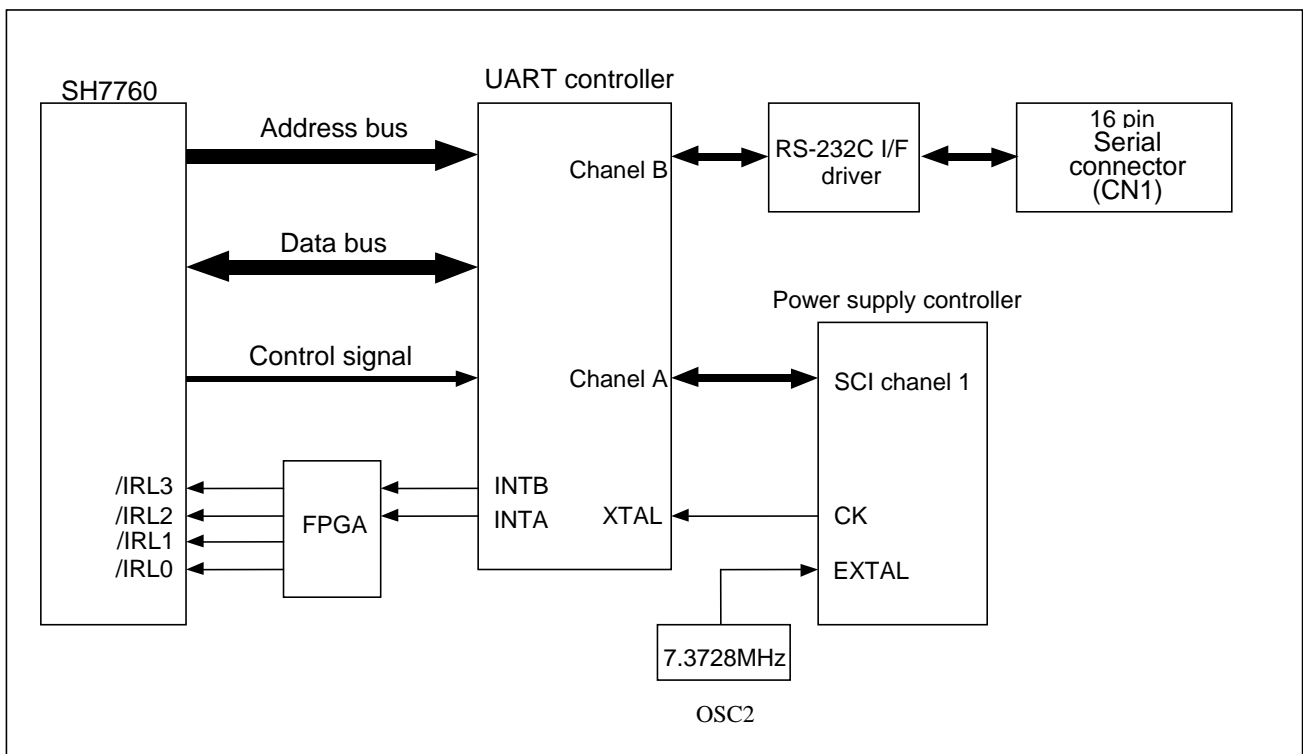 SH7760
UART controller
Address bus
Chanel B
RS-232C I/F
driver
16 pin
Serial
connector
(CN1)
Data bus
Power supply controller
Control signal
Chanel A
SCI chanel 1
/IRL3
/IRL2
/IRL1
/IRL0
FPGA
INTB
INTA
XTAL
CK
EXTAL
7.3728MHz
OSC2